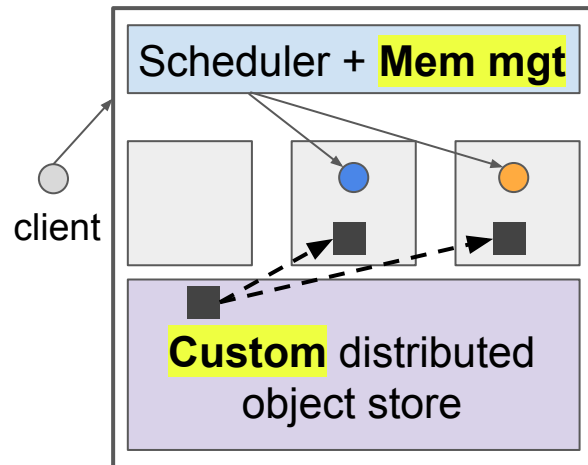 Scheduler + Mem mgt
client
Custom distributed
object store